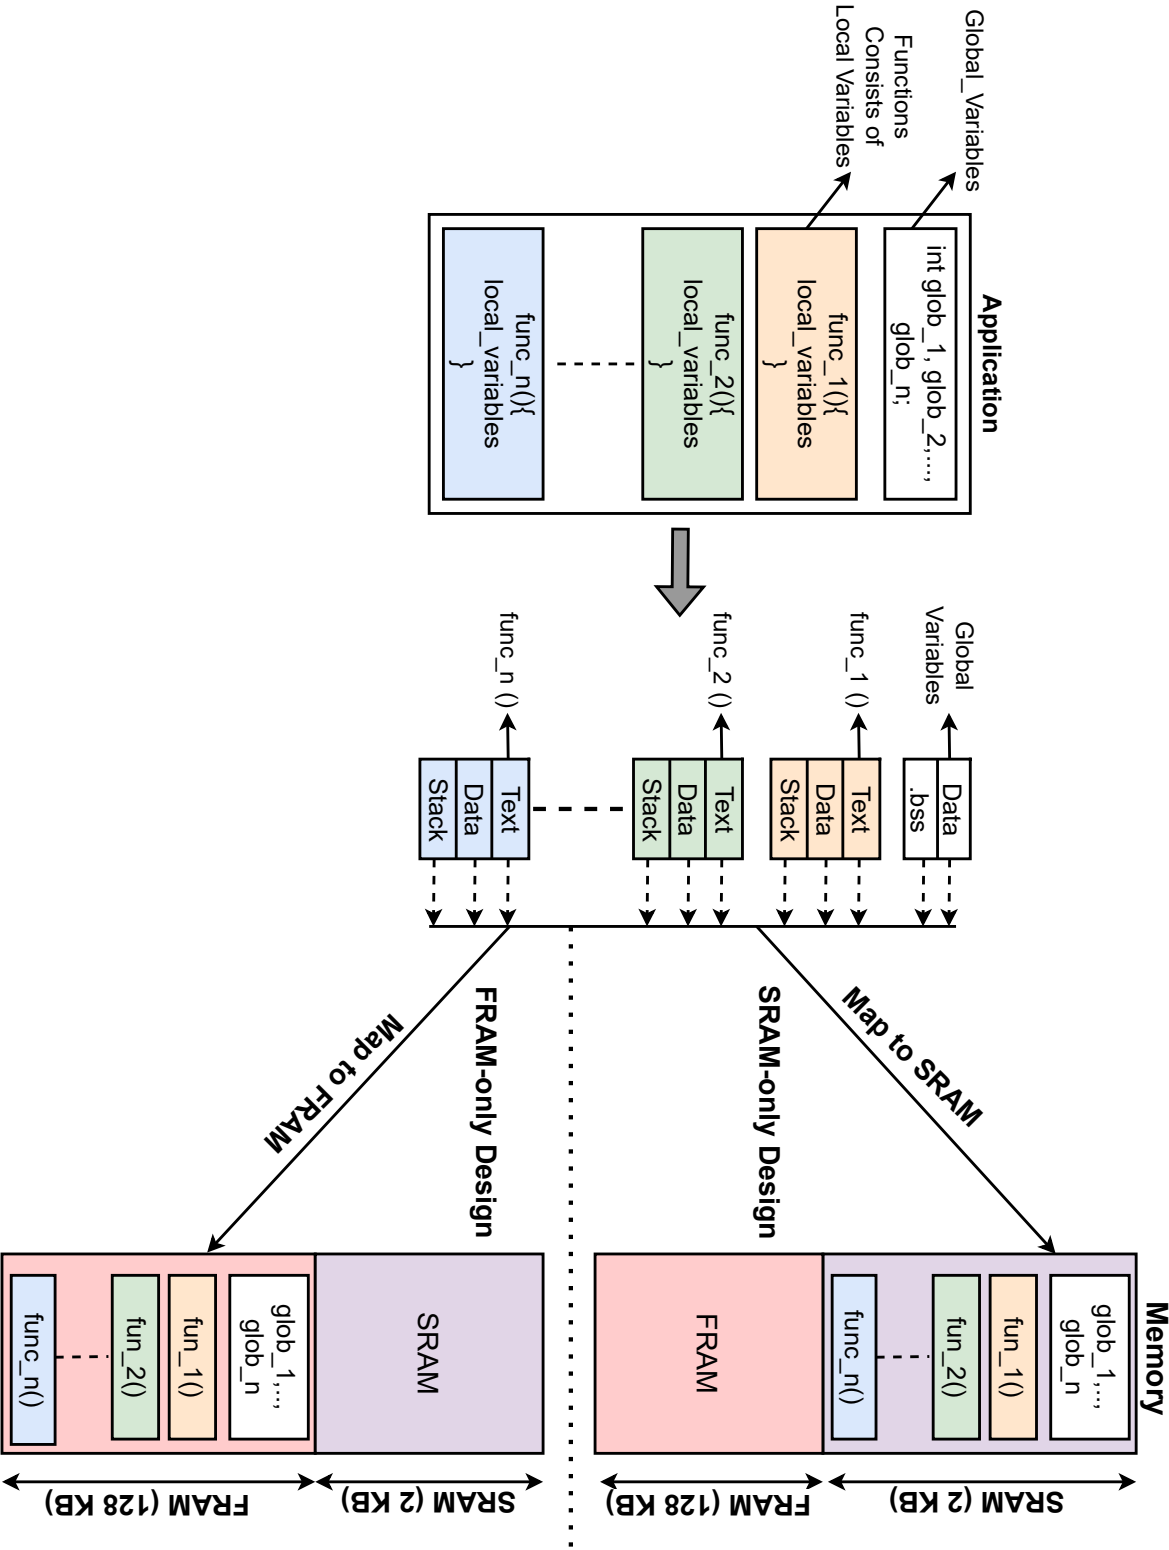 Application
Global_Variables
int glob_1, glob_2,...,
glob_n;
Functions
Consists of
Local Variables
func_1(){
local_variables
}
func_2(){
local_variables
}
func_n(){
local_variables
}
Global
Variables
Data
.bss
func_1 ()
Text
Data
Stack
func_2 ()
Text
Data
Stack
func_n ()
Text
Data
Stack
Map to SRAM
SRAM-only Design
FRAM-only Design
Map to FRAM
Memory
glob_1,...,
glob_n
fun_1()
fun_2()
func_n()
SRAM (2 KB)
FRAM
FRAM (128 KB)
SRAM
SRAM (2 KB)
glob_1,...,
glob_n
fun_1()
fun_2()
func_n()
FRAM (128 KB)